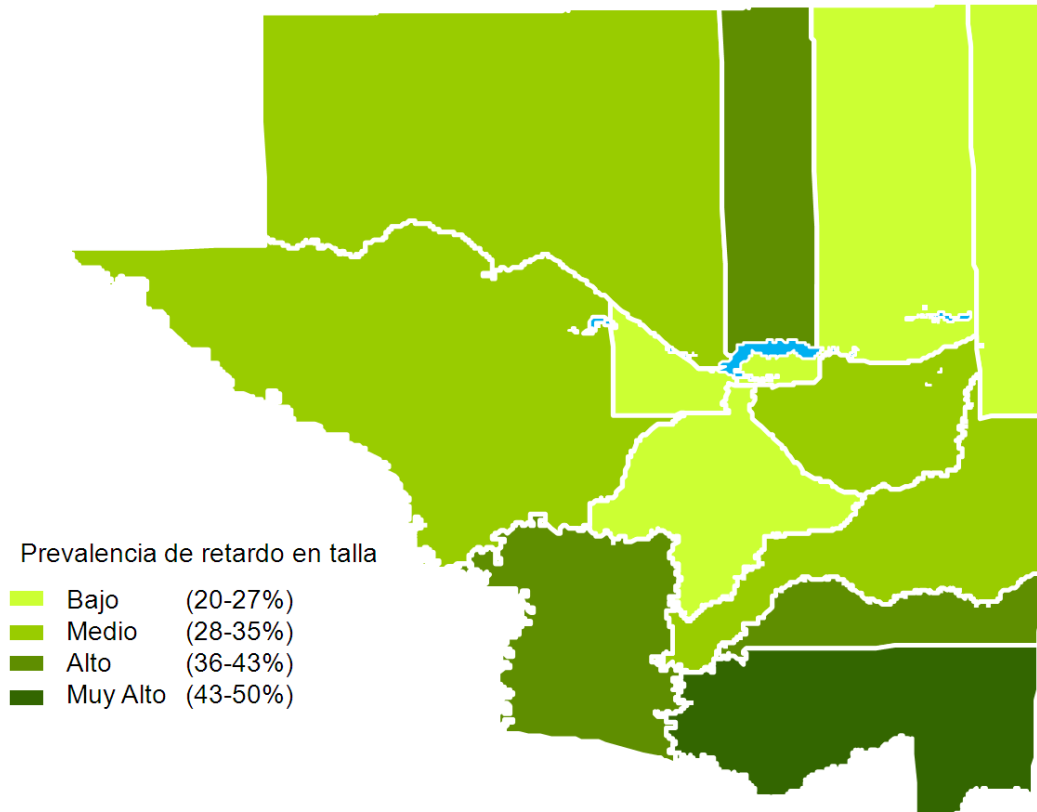 Prevalencia de retardo en talla
Bajo (20-27%)
Medio (28-35%)
Alto (36-43%)
Muy Alto (43-50%)